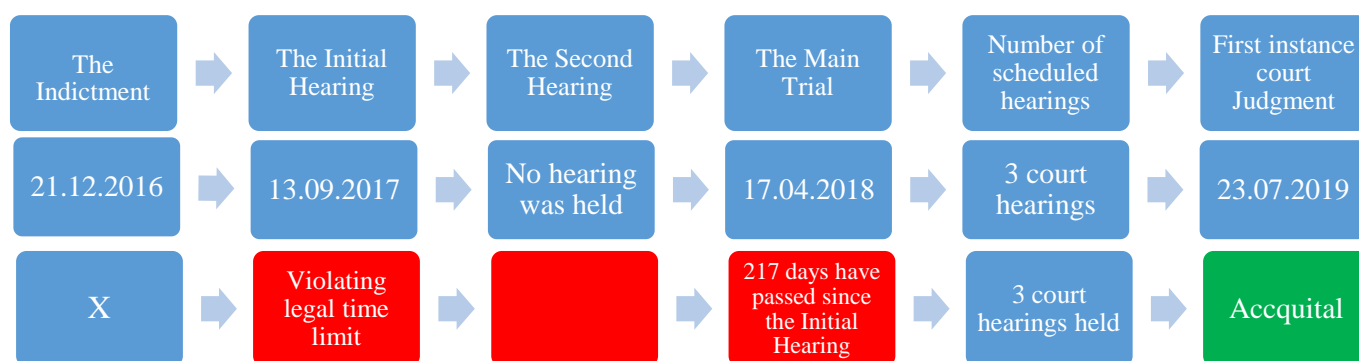 The
Indictment
The Initial
Hearing
The Second
Hearing
The Main
Trial
Number of
scheduled
hearings
First instance
court
Judgment
21.12.2016
13.09.2017
No hearing
was held
17.04.2018
3 court
hearings
23.07.2019
X
Violating
legal time
limit
217 days have
passed since
the Initial
Hearing
3 court
hearings held
Accquital